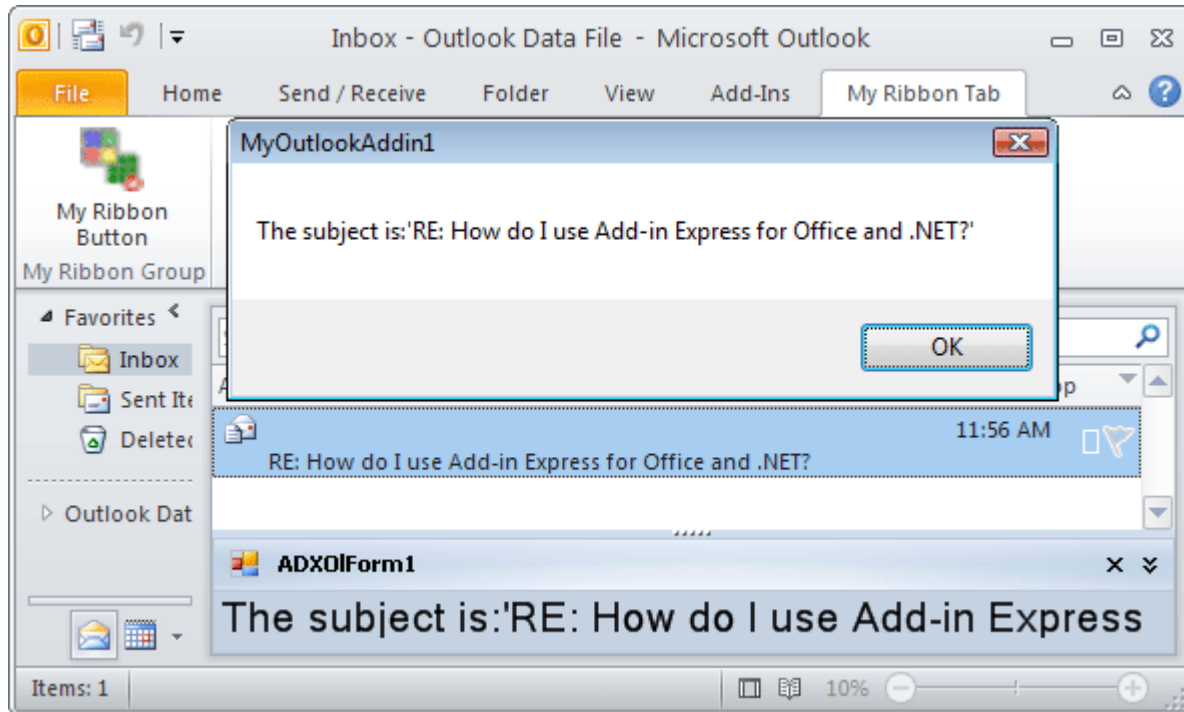 Inbox - Outlook Data File - Microsoft Outlook
File Home Send / Receive Folder View Add-Ins My Ribbon Tab
MyOutlookAddin1
The subject is:'RE: How do I use Add-in Express for Office and .NET?'
OK
My Ribbon
Button
My Ribbon Group
Favorites
Inbox
Sent Ite
Deleted
Outlook Dat
11:56 AM
RE: How do I use Add-in Express for Office and .NET?
ADXOlForm1
The subject is:'RE: How do I use Add-in Express
Items: 1 10%